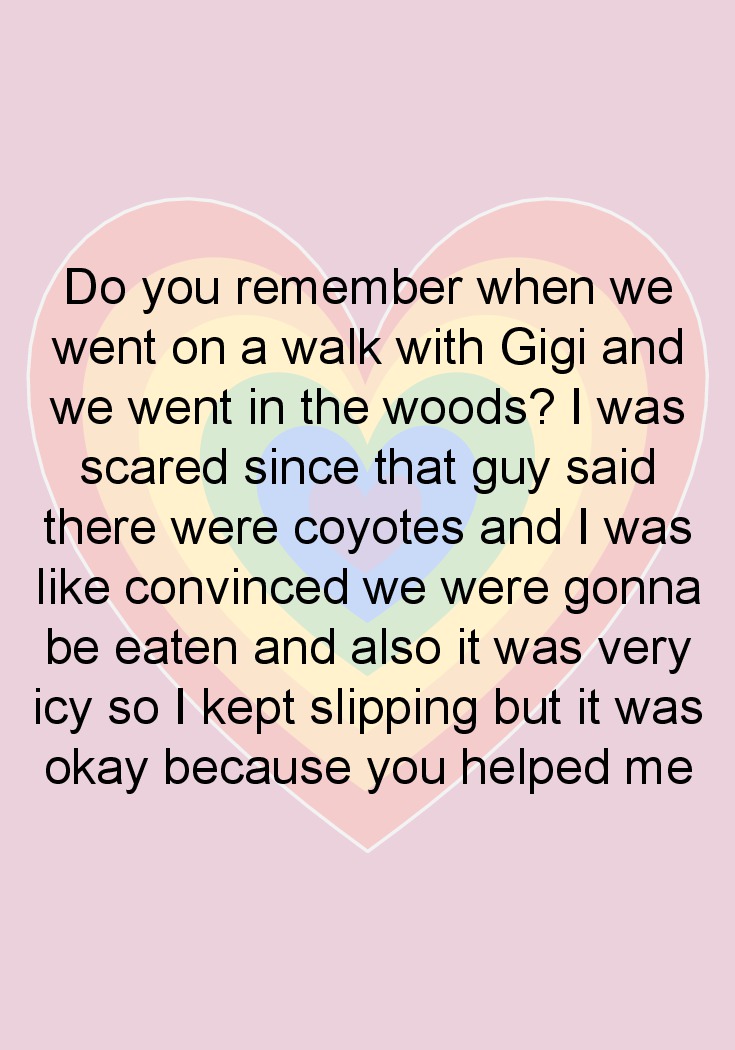 Do you remember when we
went on a walk with Gigi and
we went in the woods? I was
scared since that guy said
there were coyotes and I was
like convinced we were gonna
be eaten and also it was very
icy so I kept slipping but it was
okay because you helped me